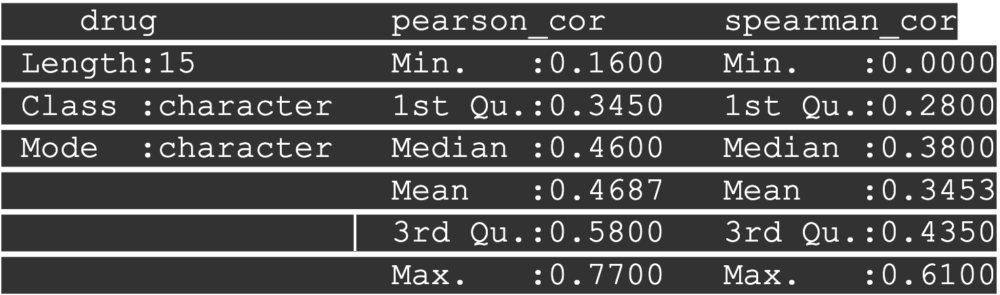 drug pearson_cor spearman_cor
Length:15 Min. :0.1600 Min. :0.0000
Class :character 1st Qu.:0.3450 1st Qu.:0.2800
Mode :character Median :0.4600 Median :0.3800
Mean :0.4687 Mean :0.3453
3rd Qu.:0.5800 3rd Qu.:0.4350
Max. :0.7700 Max. :0.6100